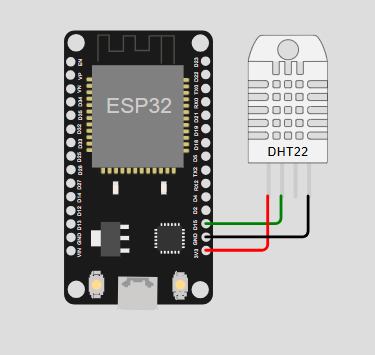 EN
VP
VN
D34
D35
D32
D33
D25
D26
D27
D14
D12
D13
GND
VIN
ESP32
D23
D22
TX0
RX0
D21
D19
D18
D5
TX2
RX2
D4
D2
D15
GND
3V3
DHT22